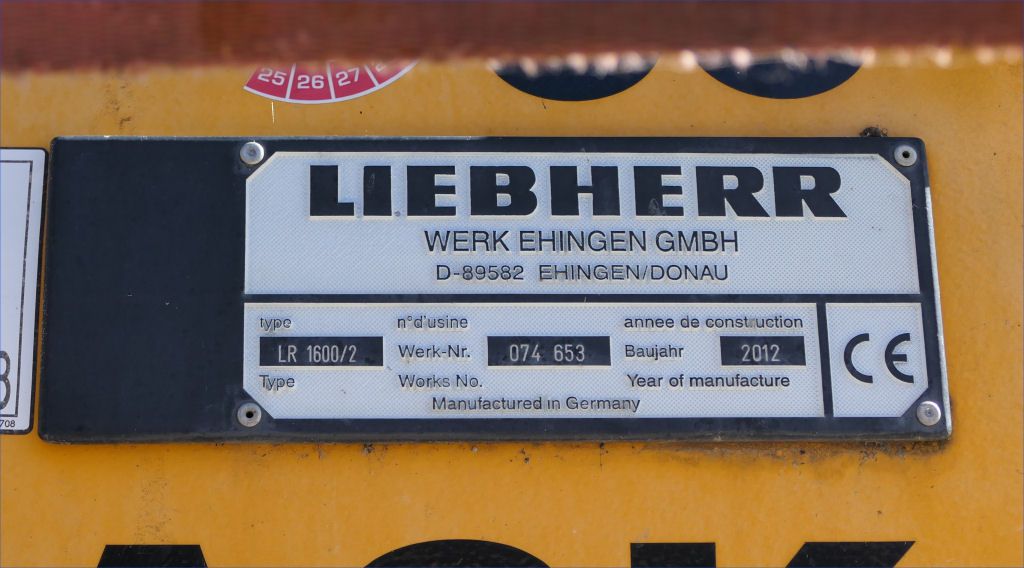 25 26 27
LIEBHERR
WERK EHINGEN GMBH
D-89582 EHINGEN/DONAU
type n°d'usine annee de construction
LR 1600/2 Werk-Nr. 074 653 Baujahr 2012
Type Works No. Year of manufacture
Manufactured in Germany
CE
708